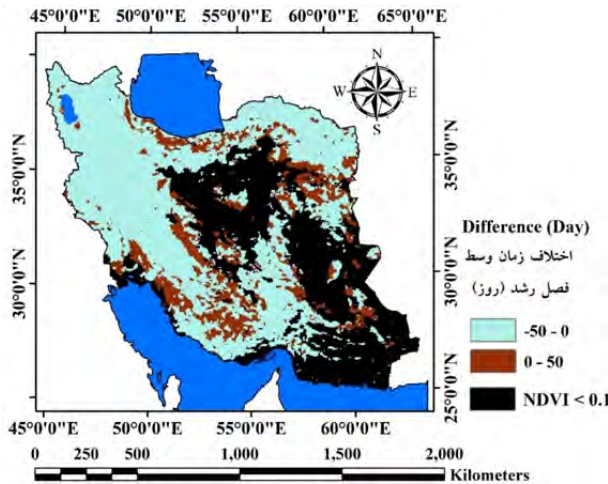 45°0'0"E 50°0'0"E 55°0'0"E 60°0'0"E 65°0'0"E
N
W E
S
35°0'0"N 35°0'0"N
30°0'0"N 30°0'0"N
25°0'0"N
Difference (Day)
اختلاف زمان وسط
فصل رشد (روز)
-50 - 0
0 - 50
NDVI < 0.1
45°0'0"E 50°0'0"E 55°0'0"E 60°0'0"E
0 250 500 1,000 1,500 2,000
Kilometers